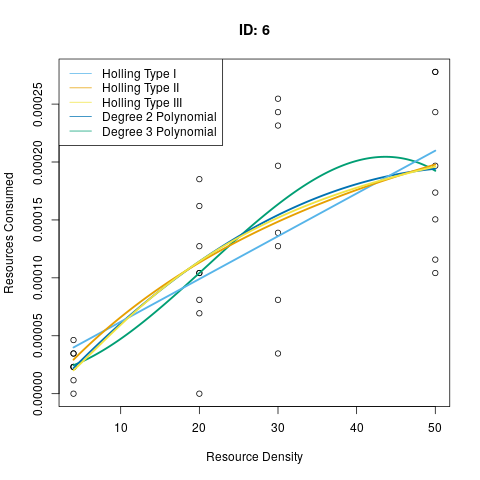 ID: 6
Holling Type I
Holling Type II
Holling Type III
Degree 2 Polynomial
Degree 3 Polynomial
Resources Consumed
0.00025
0.00020
0.00015
0.00010
0.00005
0.00000
10 20 30 40 50
Resource Density